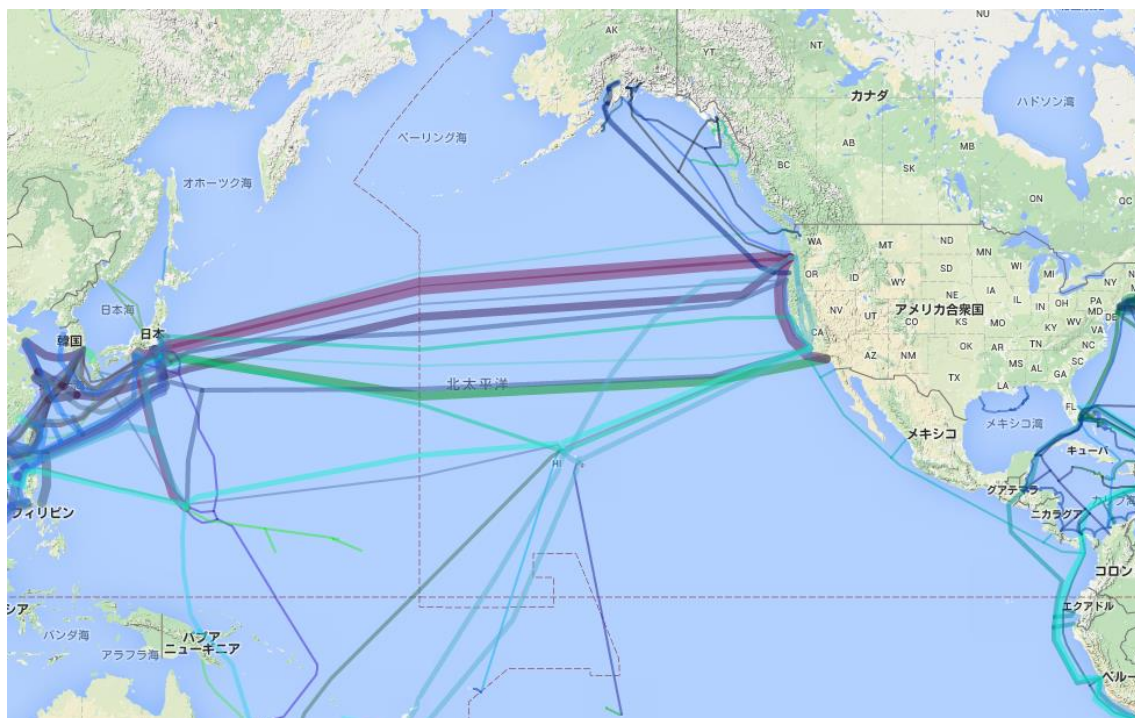 NU
AK
YT
NT
NU
カナダ
ハドソン湾
ベーリング海
AB
MB
BC
SK
オホーツク海
ON
QC
WA
MT
ND
MN
OR
ID
SD
WI
MI
NY
WY
日本海
日本
韓国
NE
IA
IL
IN
OH
PA
NV
UT
アメリカ合衆国
MD
DE
CO
KS
MO
KY
WV
VA
CA
OK
AR
TN
NC
AZ
NM
MS
AL
SC
GA
TX
LA
北太平洋
FL
メキシコ湾
メキシコ
キューバ
HI
グアテマラ
カリブ海
フィリピン
ニカラグア
コロン
シア
エクアドル
バンダ海
パプア
ニューギニア
アラフラ海
ペルー